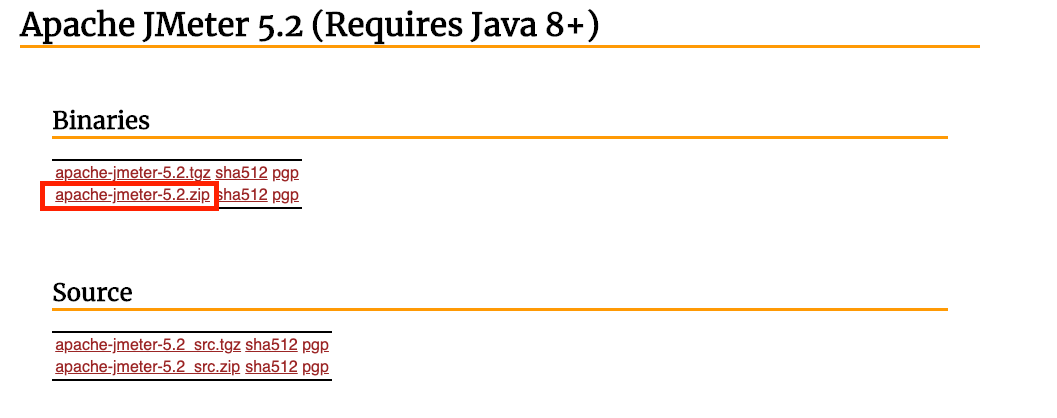 Apache JMeter 5.2 (Requires Java 8+)
Binaries
apache-jmeter-5.2.tgz sha512 pgp
apache-jmeter-5.2.zip sha512 pgp
Source
apache-jmeter-5.2_src.tgz sha512 pgp
apache-jmeter-5.2_src.zip sha512 pgp